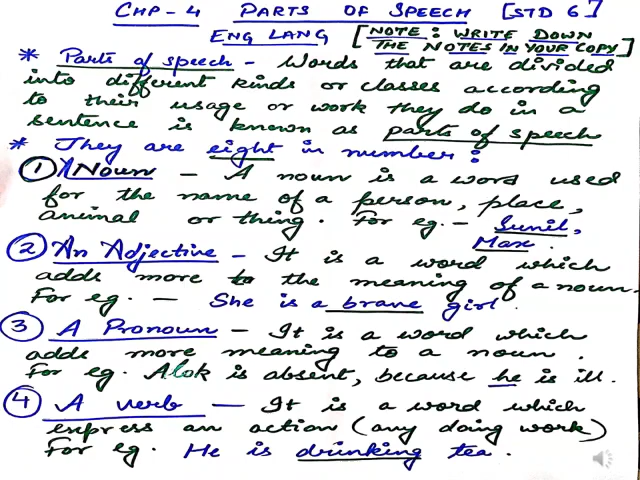 CHP - 4 PARTS OF SPEECH [STD 6]
ENG LANG [NOTE: WRITE DOWN
THE NOTES IN YOUR COPY]
* Parts of speech - Words that are divided
into different kinds or classes according
to their usage or work they do in a
sentence is known as parts of speech
* They are eight in number:
① A Noun - A noun is a word used
for the name of a person, place,
animal or thing. For eg. - Sunil,
Max.
② An Adjective - It is a word which
adds more to the meaning of a noun.
For eg. - She is a brave girl.
③ A Pronoun - It is a word which
adds more meaning to a noun.
For eg. Alok is absent, because he is ill.
④ A verb - It is a word which
express an action (any doing work)
For eg. He is drinking tea.